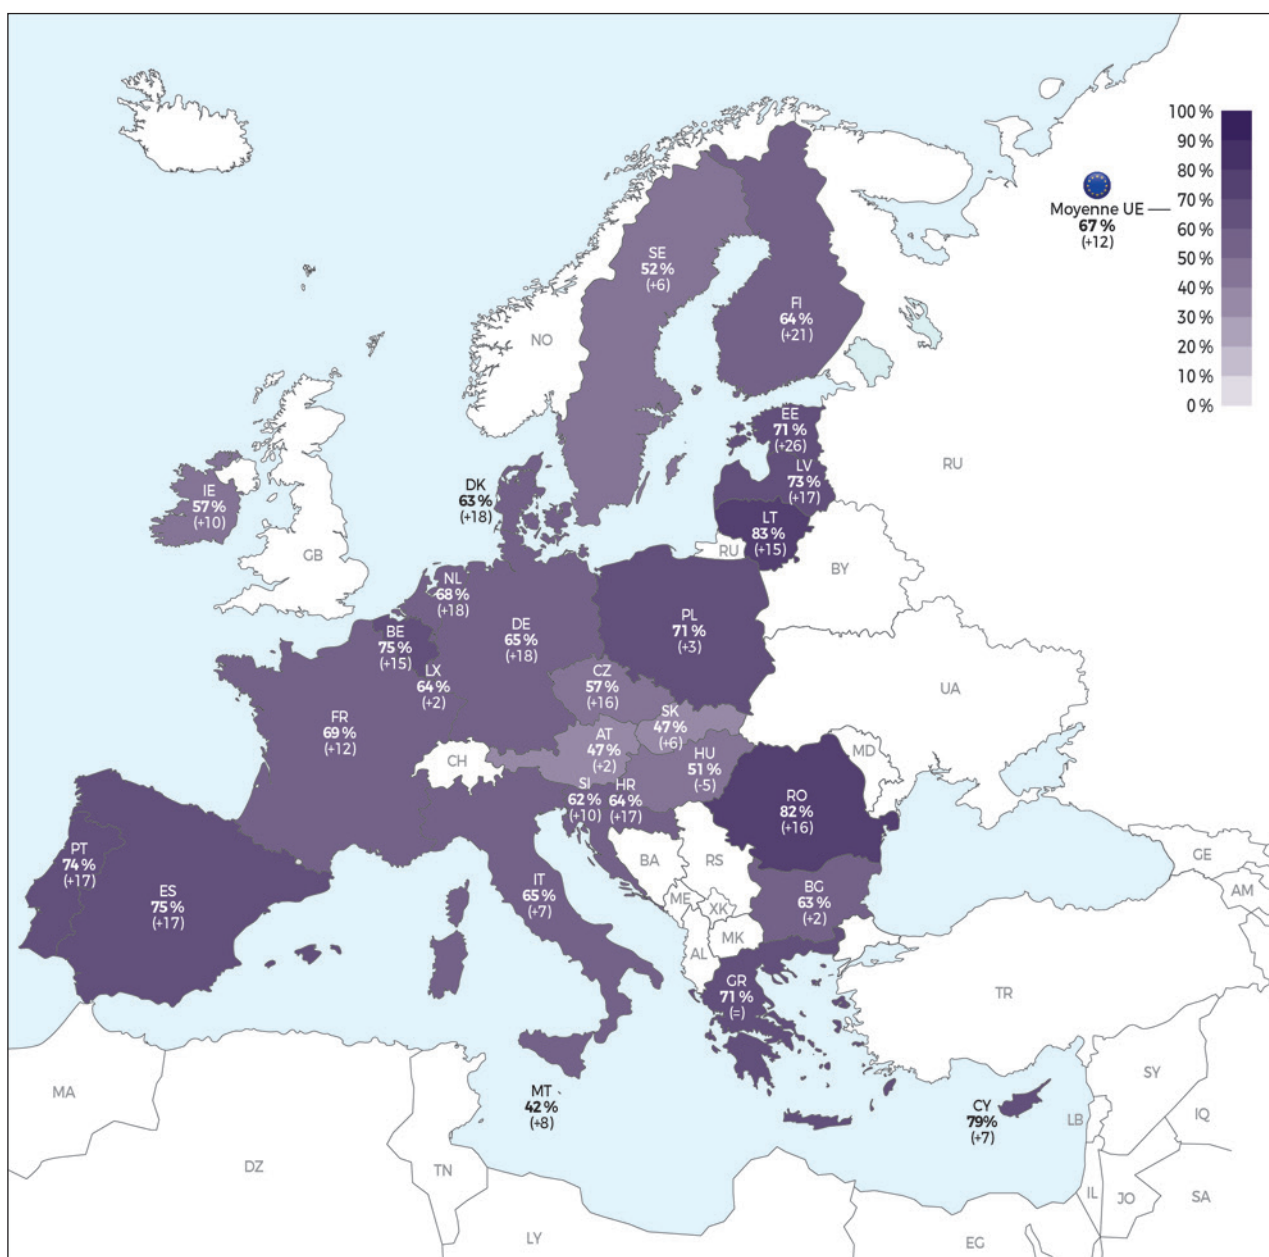 100 %
90 %
80 %
70 %
60 %
50 %
40 %
30 %
20 %
10 %
0 %
Moyenne UE
67 %
(+12)
SE
52 %
(+6)
FI
64 %
(+21)
NO
EE
71 %
(+26)
LV
73 %
(+17)
LT
83 %
(+15)
RU
RU
BY
DK
63 %
(+18)
IE
57 %
(+10)
GB
NL
68 %
(+18)
BE
75 %
(+15)
LX
64 %
(+2)
DE
65 %
(+18)
PL
71 %
(+3)
CZ
57 %
(+16)
SK
47 %
(+6)
UA
FR
69 %
(+12)
CH
AT
47 %
(+2)
HU
51 %
(-5)
MD
SI
62 %
(+10)
HR
64 %
(+17)
RO
82 %
(+16)
PT
74 %
(+17)
ES
75 %
(+17)
IT
65 %
(+7)
BA
RS
ME
XK
MK
AL
BG
63 %
(+2)
GE
AM
GR
71 %
(=)
TR
MT
42 %
(+8)
CY
79%
(+7)
SY
LB
IQ
MA
DZ
TN
LY
EG
IL
JO
SA